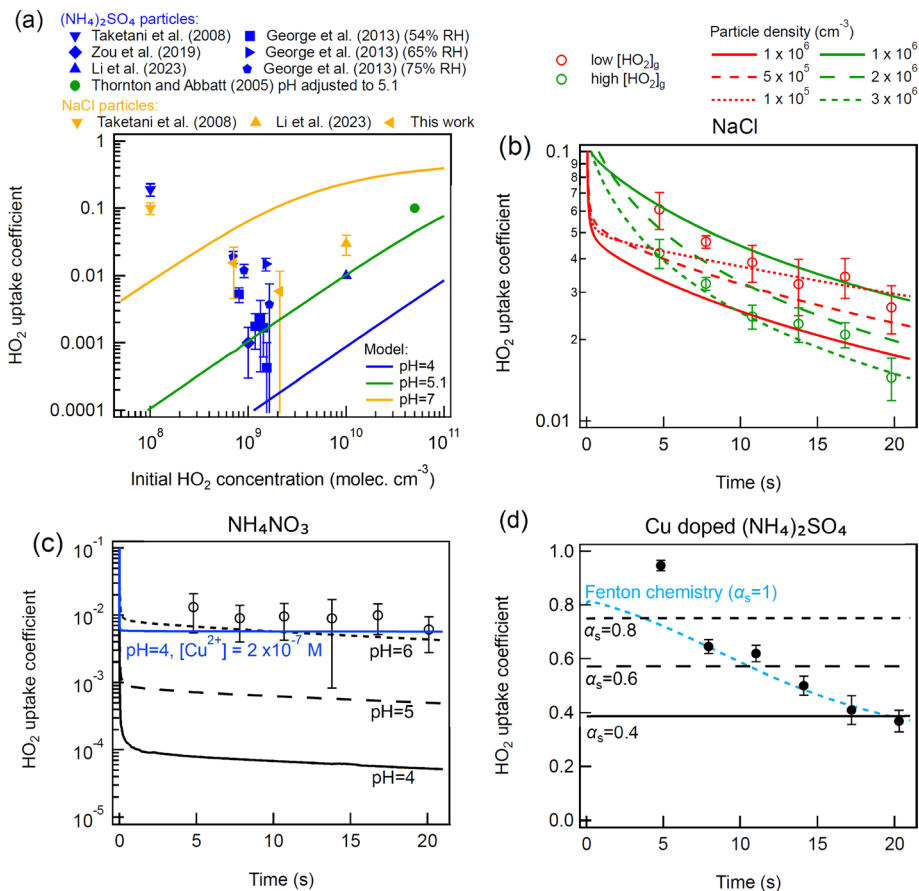 (a)
(NH₄)₂SO₄ particles:
Taketani et al. (2008)
George et al. (2013) (54% RH)
Zou et al. (2019)
George et al. (2013) (65% RH)
Li et al. (2023)
George et al. (2013) (75% RH)
Thornton and Abbatt (2005) pH adjusted to 5.1
NaCl particles:
Taketani et al. (2008)
Li et al. (2023)
This work
HO₂ uptake coefficient
1
0.1
0.01
0.001
0.0001
Model:
pH=4
pH=5.1
pH=7
10⁸
10⁹
10¹⁰
10¹¹
Initial HO₂ concentration (molec. cm⁻³)
low [HO₂]g
high [HO₂]g
Particle density (cm⁻³)
1 x 10⁶
1 x 10⁶
5 x 10⁵
2 x 10⁶
1 x 10⁵
3 x 10⁶
(b)
NaCl
HO₂ uptake coefficient
0.1
9
8
7
6
5
4
3
2
0.01
0
5
10
15
20
Time (s)
(c)
NH₄NO₃
HO₂ uptake coefficient
10⁻¹
10⁻²
10⁻³
10⁻⁴
10⁻⁵
pH=4, [Cu²⁺] = 2 x10⁻⁷ M
pH=6
pH=5
pH=4
0
5
10
15
20
Time (s)
(d)
Cu doped (NH₄)₂SO₄
HO₂ uptake coefficient
1.0
0.8
0.6
0.4
0.2
0.0
Fenton chemistry (αs=1)
αs=0.8
αs=0.6
αs=0.4
0
5
10
15
20
Time (s)